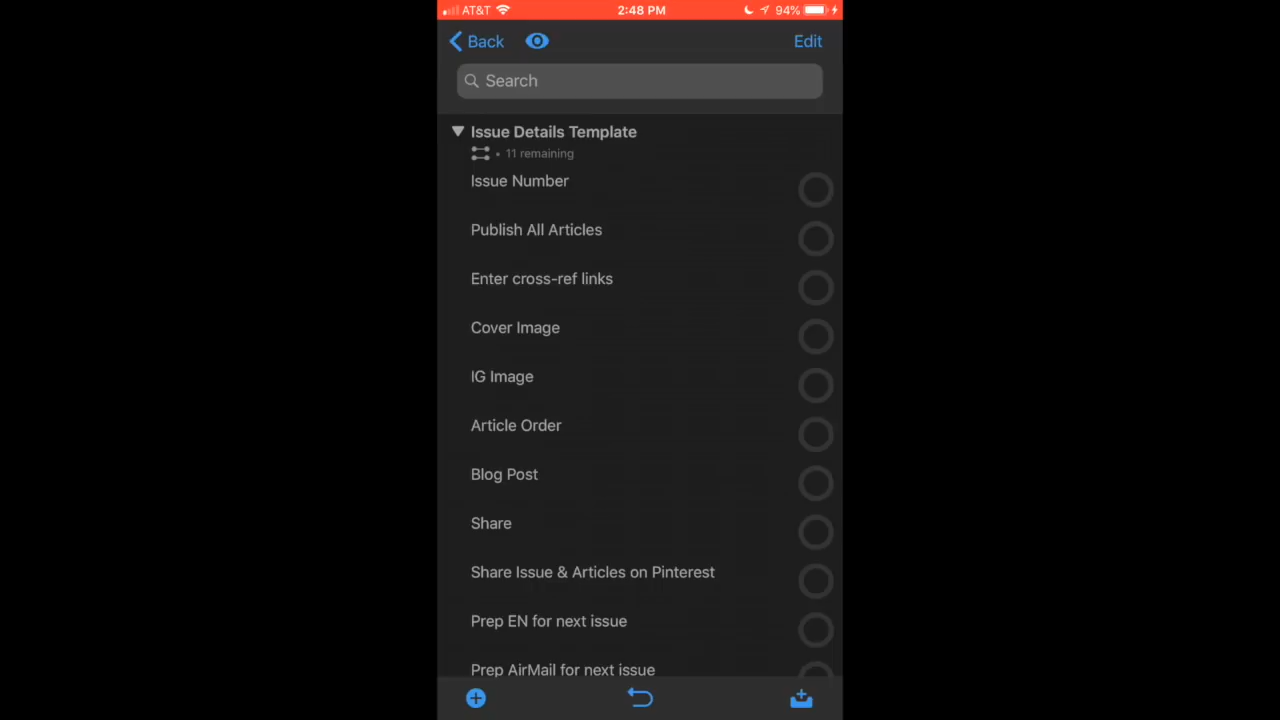 AT&T 2:48 PM 94%
Back Edit
Search
Issue Details Template
• 11 remaining
Issue Number
Publish All Articles
Enter cross-ref links
Cover Image
IG Image
Article Order
Blog Post
Share
Share Issue & Articles on Pinterest
Prep EN for next issue
Prep AirMail for next issue